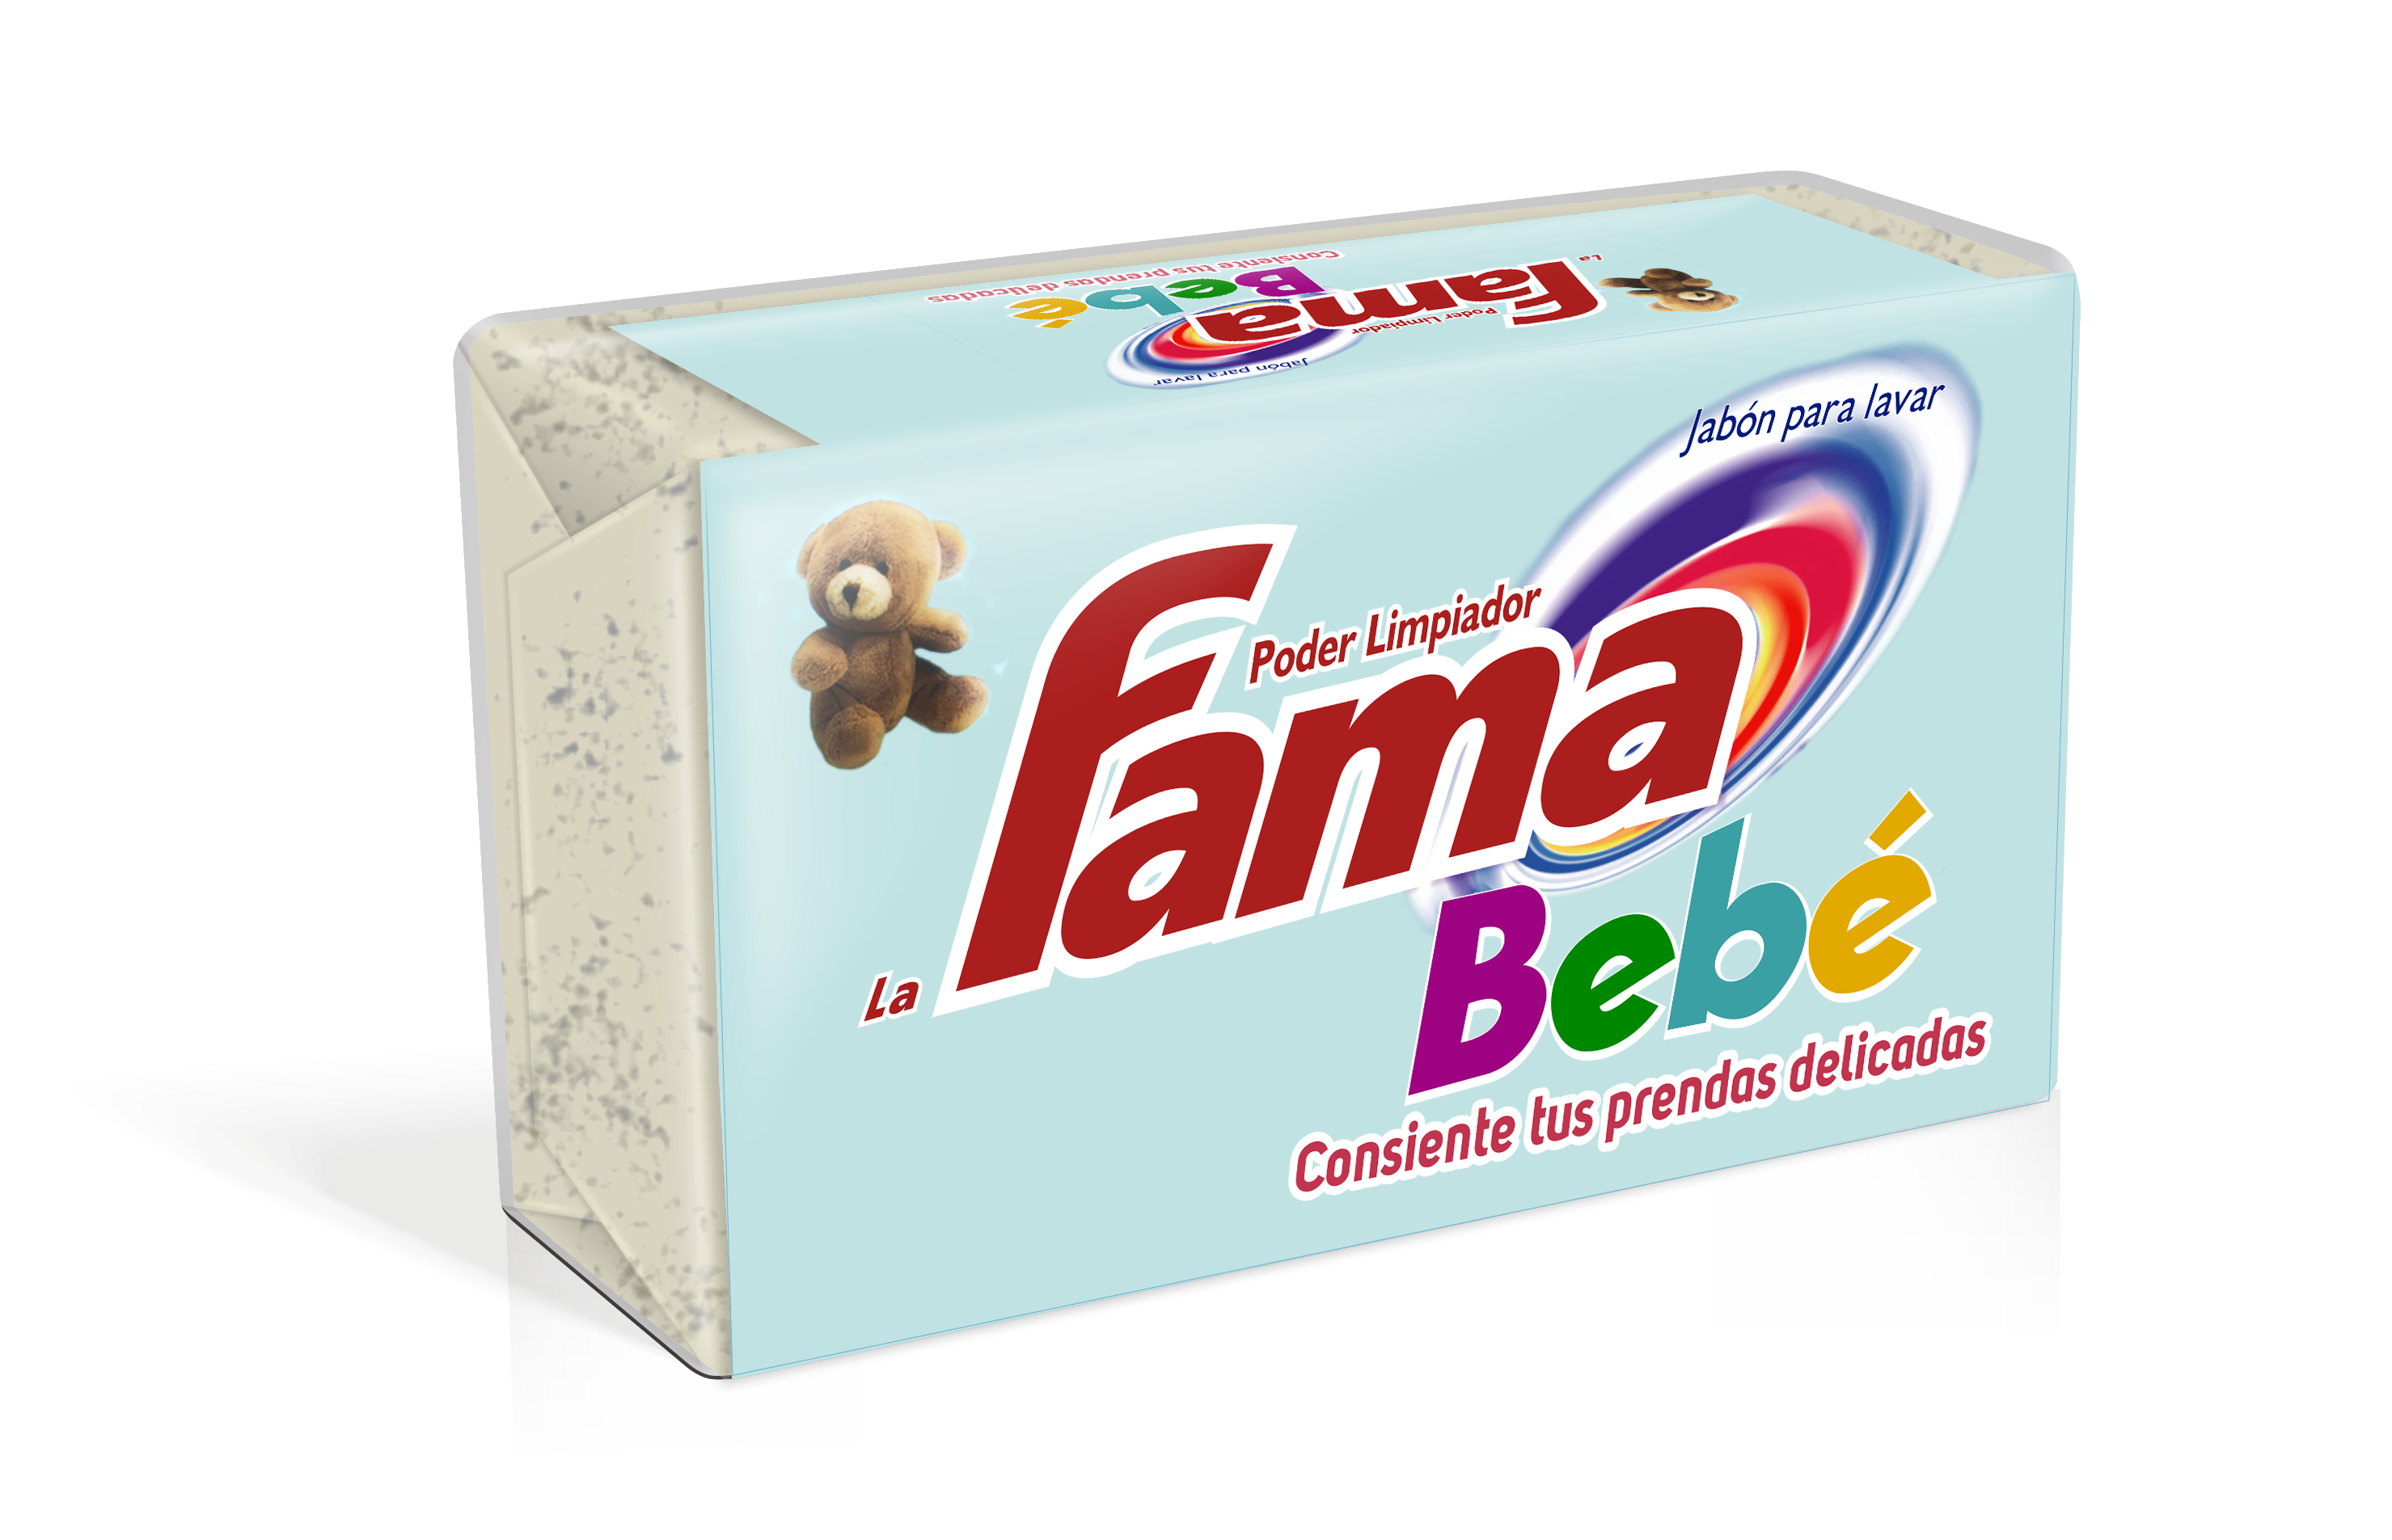 La
Consiente tus prendas delicadas
Bebé
fama
Poder Limpiador
Jabón para lavar
Jabón para lavar
Poder Limpiador
La fama
Bebé
Consiente tus prendas delicadas